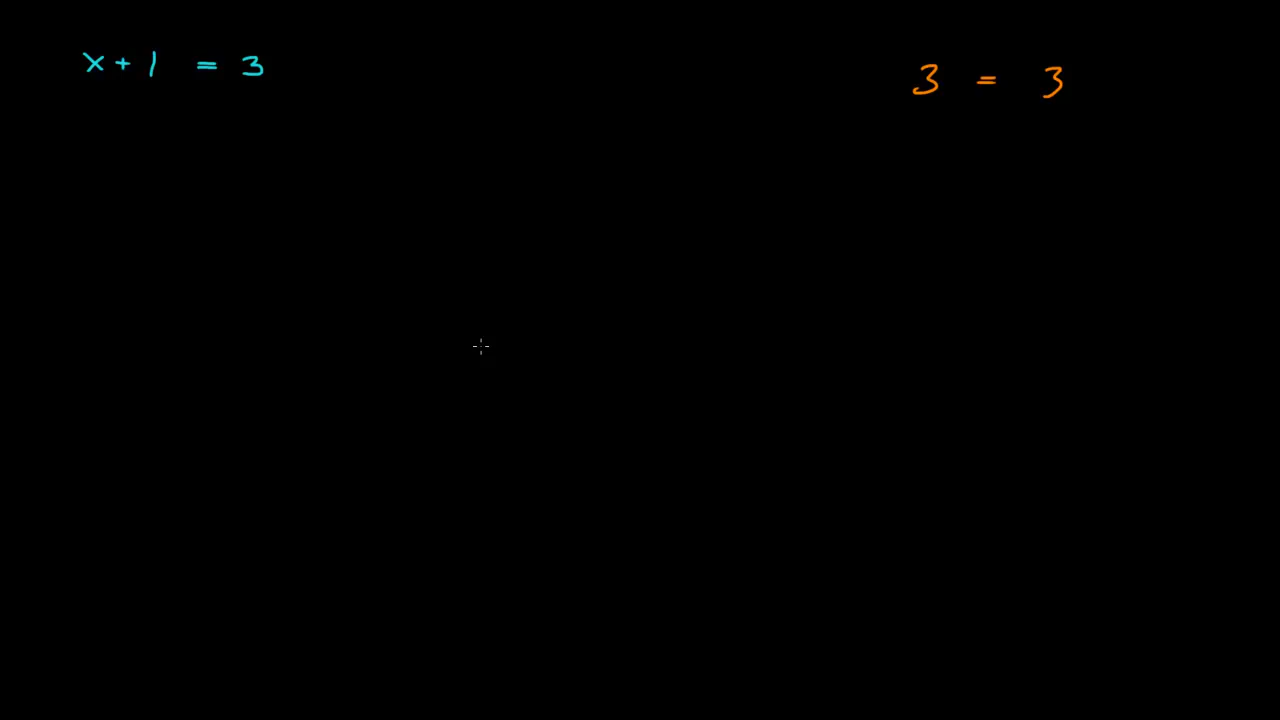 x + 1 = 3
3 = 3